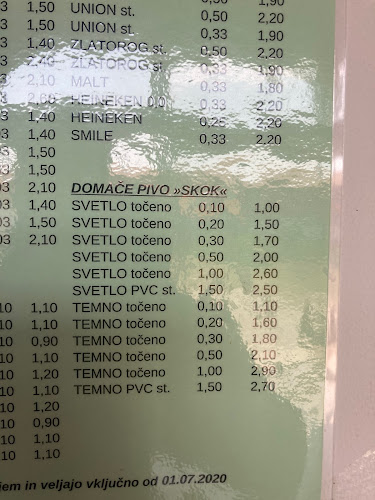 1,90
3 1,50 UNION st. 0,50 2,20
3 1,50 UNION st. 0,33 1,90
3 1,40 ZLATOROG st. 0,50 2,20
3 2,40 ZLATOROG st 0,33 1,90
3 2,10 MALT 0,33 1,80
3 2,60 HEINEKEN 0,0 0,33 2,20
3 1,40 HEINEKEN 0,25 2,20
3 1,40 SMILE 0,33 2,20
1,50
1,50
03 2,10 DOMAČE PIVO »SKOK«
03 1,40 SVETLO točeno 0,10 1,00
03 1,50 SVETLO točeno 0,20 1,50
03 2,10 SVETLO točeno 0,30 1,70
SVETLO točeno 0,50 2,00
SVETLO točeno 1,00 2,60
SVETLO PVC st. 1,50 2,50
10 1,10 TEMNO točeno 0,10 1,10
10 1,10 TEMNO točeno 0,20 1,60
10 0,90 TEMNO točeno 0,30 1,80
10 1,10 TEMNO točeno 0,50 2,10
10 1,20 TEMNO točeno 1,00 2,90
10 1,10 TEMNO PVC st. 1,50 2,70
10 1,20
10 0,90
10 1,10
10 1,10
jem in veljajo vključno od 01.07.2020